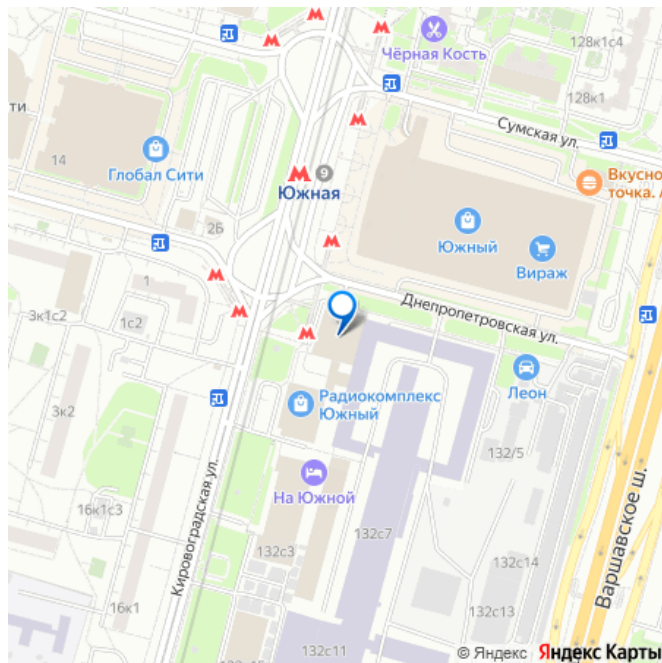 128к1с4
Чёрная Кость
128к1
ти
Сумская ул.
14
Глобал Сити
9
Южная
Вкусно
точка. /
2Б
Южный
Вираж
1
Днепропетровская ул.
3к1с2
1с2
Леон
Радиокомплекс
Южный
3к2
132/5
На Южной
16к1с3
132с7
Кировоградская ул.
132с3
132с14
Варшавское ш.
16к1
132с13
132с11
© Яндекс Яндекс Карты